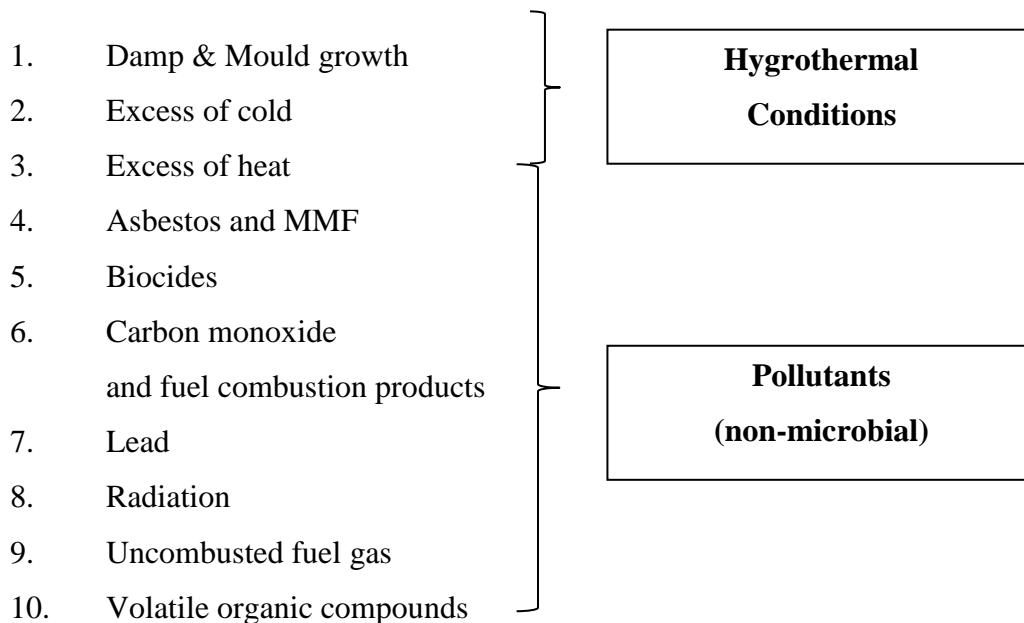 1. Damp & Mould growth
2. Excess of cold
3. Excess of heat
4. Asbestos and MMF
5. Biocides
6. Carbon monoxide
and fuel combustion products
7. Lead
8. Radiation
9. Uncombusted fuel gas
10. Volatile organic compounds
Hygrothermal
Conditions
Pollutants
(non-microbial)